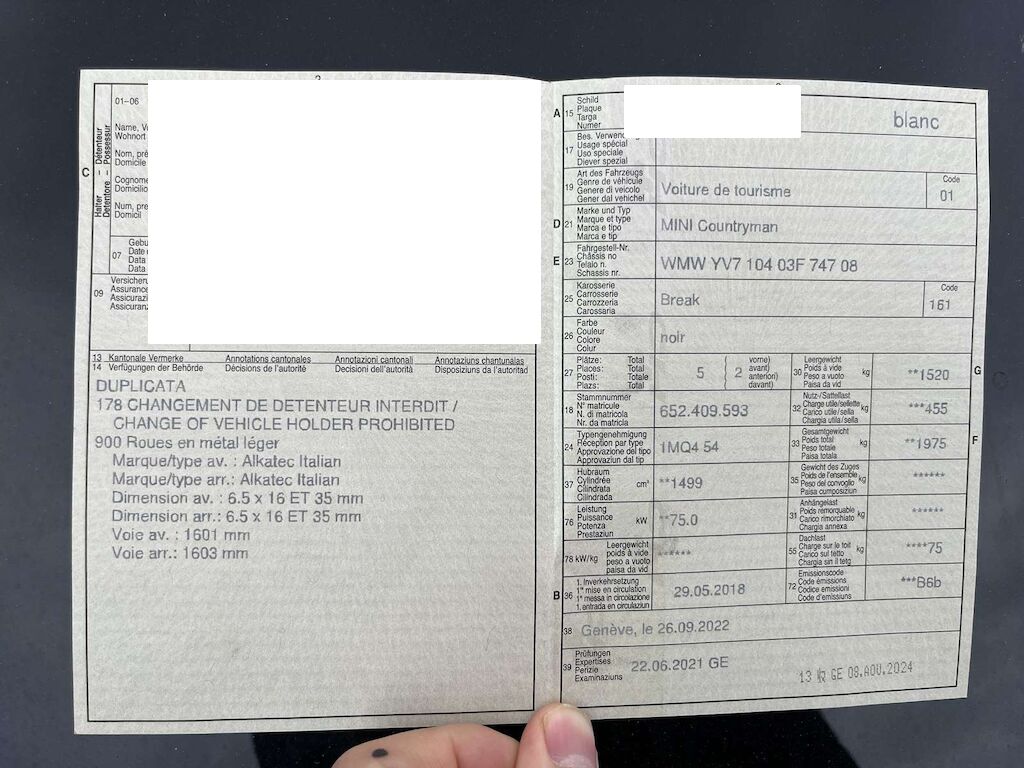 2
C
Halter – Détenteur
Detentore – Possessur
01–06
Name,
Wohnort
Nom,
Domicile
Domicilio
Num,
Domicil
07
Data
Data
09
13 Kantonale Vermerke Annotations cantonales Annotazioni cantonali Annotaziuns chantunalas
14 Verfügungen der Behörde Décisions de l'autorité Decisioni dell'autorità Disposiziuns da l'autoritad
DUPLICATA
178 CHANGEMENT DE DETENTEUR INTERDIT /
CHANGE OF VEHICLE HOLDER PROHIBITED
900 Roues en métal léger
Marque/type av. : Alkatec Italian
Marque/type arr.: Alkatec Italian
Dimension av. : 6.5 x 16 ET 35 mm
Dimension arr.: 6.5 x 16 ET 35 mm
Voie av. : 1601 mm
Voie arr.: 1603 mm
A 15
Schild
Plaque
Targa
Numer
blanc
17
Bes.
Usage spécial
Uso speciale
Diever spezial
19
Art des Fahrzeugs
Genre de véhicule
Genere di veicolo
Gener dal vehichel
Voiture de tourisme
Code
01
D 21
Marke und Typ
Marque et type
Marca e tipo
Marca e tip
MINI Countryman
E 23
Fahrgestell-Nr.
Châssis no
Telaio n.
Schassis nr.
WMW YV7 104 03F 747 08
25
Karosserie
Carrosserie
Carrozzeria
Carossaria
Break
Code
161
26
Farbe
Couleur
Colore
Colur
noir
27
Plätze: Total
Places: Total
Posti: Totale
Plazs: Total
5 ( 2
vorne)
avant)
anteriori)
davant)
30
Leergewicht
Poids à vide
Peso a vuoto
Paisa da vid
kg
**1520
G
18
Stammnummer
N° matricule
N. di matricola
Nr. da matricla
652.409.593
32
Nutz-/Sattellast
Charge utile/sellette
Carico utile/sella
Chargia utila/sella
kg
***455
24
Typengenehmigung
Réception par type
Approvazione del tipo
Approvaziun dal tip
1MQ4 54
33
Gesamtgewicht
Poids total
Peso totale
Paisa totala
kg
**1975
F
37
Hubraum
Cylindrée
Cilindrata
Cilindrada
cm³
**1499
35
Gewicht des Zuges
Poids de l'ensemble
Peso del convoglio
Paisa cumposiziun
kg
******
76
Leistung
Puissance
Potenza
Prestaziun
kW
**75.0
31
Anhängelast
Poids remorquable
Carico rimorchiato
Chargia annexa
kg
******
78 kW/kg
Leergewicht
poids à vide
peso a vuoto
paisa da vid
******
55
Dachlast
Charge sur le toit
Carico sul tetto
Chargia sin il tetg
kg
****75
B 36
1. Inverkehrsetzung
1re mise en circulation
1a messa in circolazione
1. entrada en circulaziun
29.05.2018
72
Emissionscode
Code émissions
Codice emissioni
Code d'emissiuns
***B6b
38 Genève, le 26.09.2022
39
Prüfungen
Expertises
Perizie
Examinaziuns
22.06.2021 GE
GE 08.AOU.2024